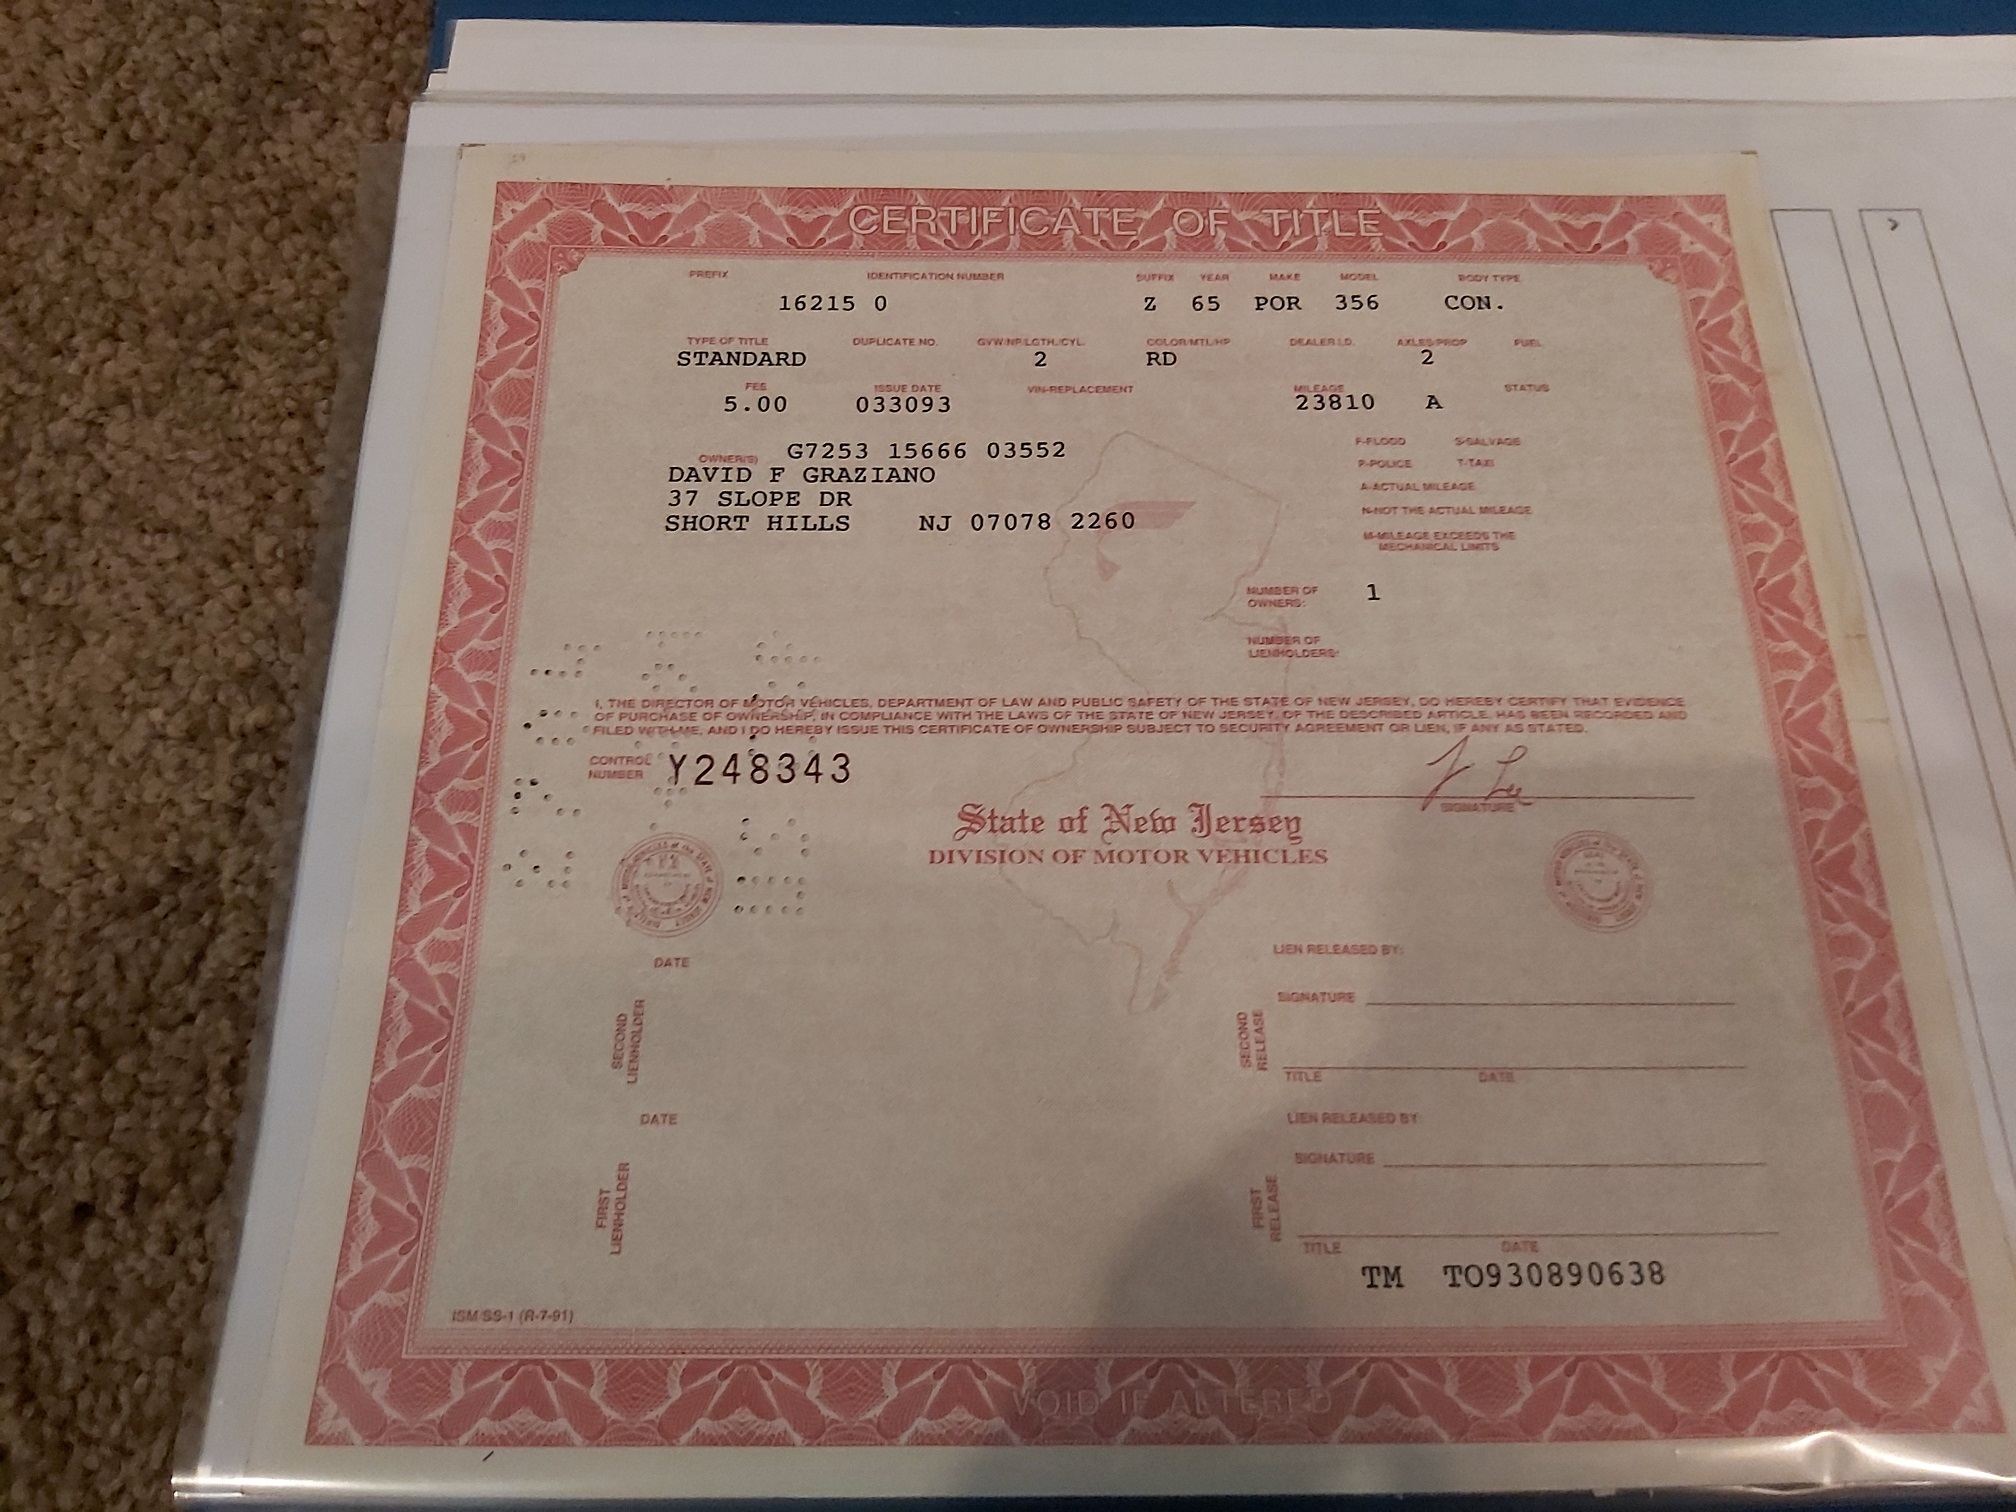 CERTIFICATE OF TITLE
PREFIX IDENTIFICATION NUMBER SUFFIX YEAR MAKE MODEL BODY TYPE
16215 0 Z 65 POR 356 CON.
TYPE OF TITLE DUPLICATE NO. GVW/NP/LGTH./CYL. COLOR/MTL/HP DEALER I.D. AXLES/PROP FUEL
STANDARD 2 RD 2
FEE ISSUE DATE VIN-REPLACEMENT MILEAGE STATUS
5.00 033093 23810 A
G7253 15666 03552
OWNER(S)
F-FLOOD S-SALVAGE
DAVID F GRAZIANO
P-POLICE T-TAXI
37 SLOPE DR
A-ACTUAL MILEAGE
SHORT HILLS NJ 07078 2260
N-NOT THE ACTUAL MILEAGE
M-MILEAGE EXCEEDS THE
MECHANICAL LIMITS
NUMBER OF
OWNERS: 1
NUMBER OF
LIENHOLDERS:
I, THE DIRECTOR OF MOTOR VEHICLES, DEPARTMENT OF LAW AND PUBLIC SAFETY OF THE STATE OF NEW JERSEY, DO HEREBY CERTIFY THAT EVIDENCE
OF PURCHASE OF OWNERSHIP, IN COMPLIANCE WITH THE LAWS OF THE STATE OF NEW JERSEY, OF THE DESCRIBED ARTICLE, HAS BEEN RECORDED AND
FILED WITH ME, AND I DO HEREBY ISSUE THIS CERTIFICATE OF OWNERSHIP SUBJECT TO SECURITY AGREEMENT OR LIEN, IF ANY AS STATED.
CONTROL
NUMBER Y248343
SIGNATURE
State of New Jersey
DIVISION OF MOTOR VEHICLES
DATE
LIEN RELEASED BY:
SIGNATURE
SECOND
LIENHOLDER
SECOND
RELEASE
TITLE DATE
DATE
LIEN RELEASED BY:
SIGNATURE
FIRST
LIENHOLDER
FIRST
RELEASE
TITLE DATE
TM TO930890638
ISM/SS-1 (R-7-91)
VOID IF ALTERED